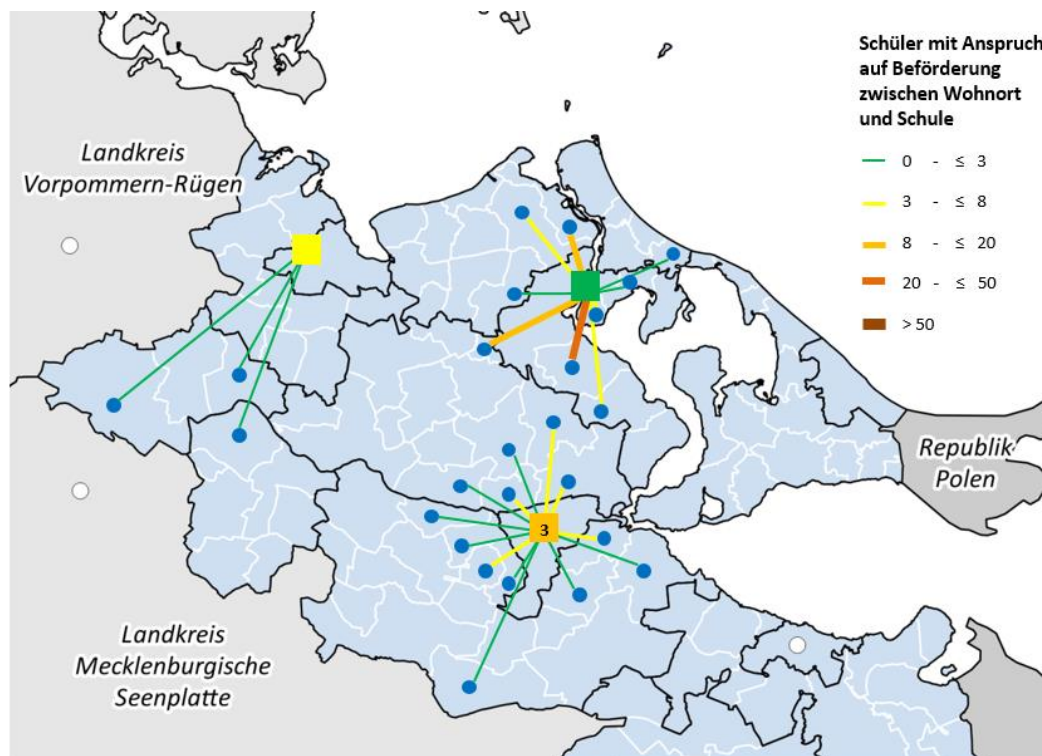 Schüler mit Anspruch
auf Beförderung
zwischen Wohnort
und Schule
0 - ≤ 3
3 - ≤ 8
8 - ≤ 20
20 - ≤ 50
> 50
Landkreis
Vorpommern-Rügen
Republik
Polen
3
Landkreis
Mecklenburgische
Seenplatte